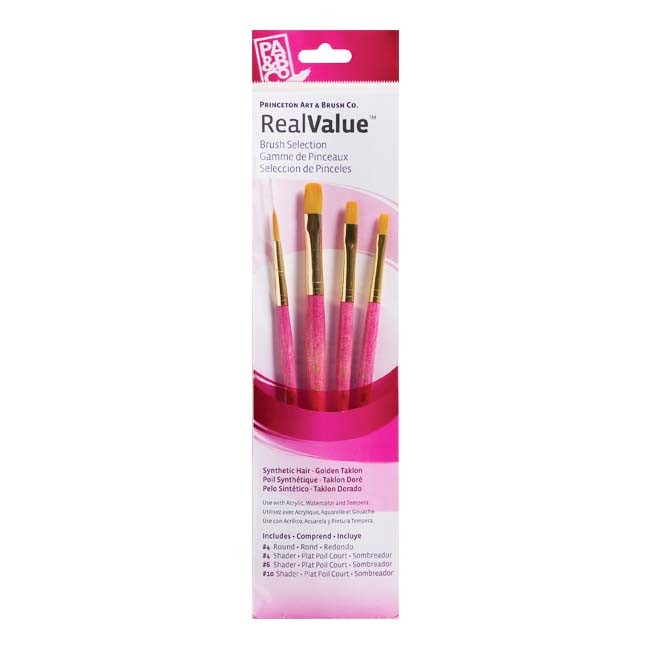 PA
&B
CO
PRINCETON ART & BRUSH CO.
RealValue™
Brush Selection
Gamme de Pinceaux
Selección de Pinceles
Synthetic Hair · Golden Taklon
Poil Synthétique · Taklon Doré
Pelo Sintético · Taklon Dorado
Use with Acrylic, Watercolor and Tempera.
Utilisez avec Acrylique, Aquarelle et Gouache
Use con Acrílico, Acuarela y Pintura Tempera.
Includes • Comprend • Incluye
#4 Round • Rond • Redondo
#4 Shader • Plat Poil Court • Sombreador
#6 Shader • Plat Poil Court • Sombreador
#10 Shader • Plat Poil Court • Sombreador